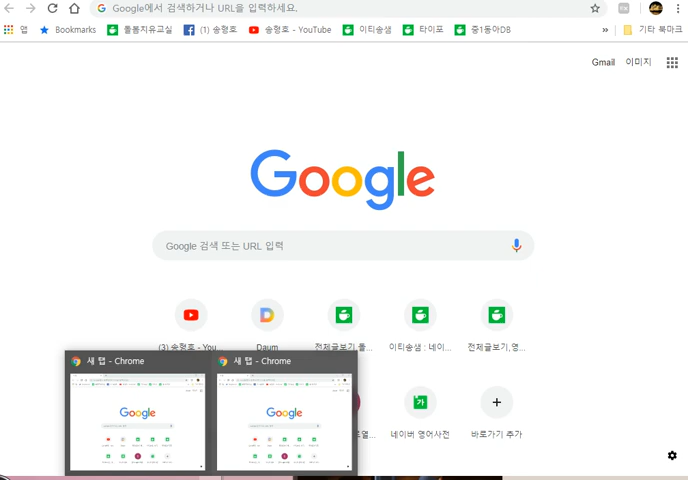 Google에서 검색하거나 URL을 입력하세요.
앱 Bookmarks 돌봄지유교실 (1) 송형호 송형호 - YouTube 이티송샘 타이포 중1동아DB » 기타 북마크
Gmail 이미지
Google
Google 검색 또는 URL 입력
(3) 송형호 - You... Daum 전체글보기,돌... 이티송샘 : 네이... 전체글보기,영...
새 탭 - Chrome 새 탭 - Chrome
Google Google
네이버 영어사전 바로가기 추가